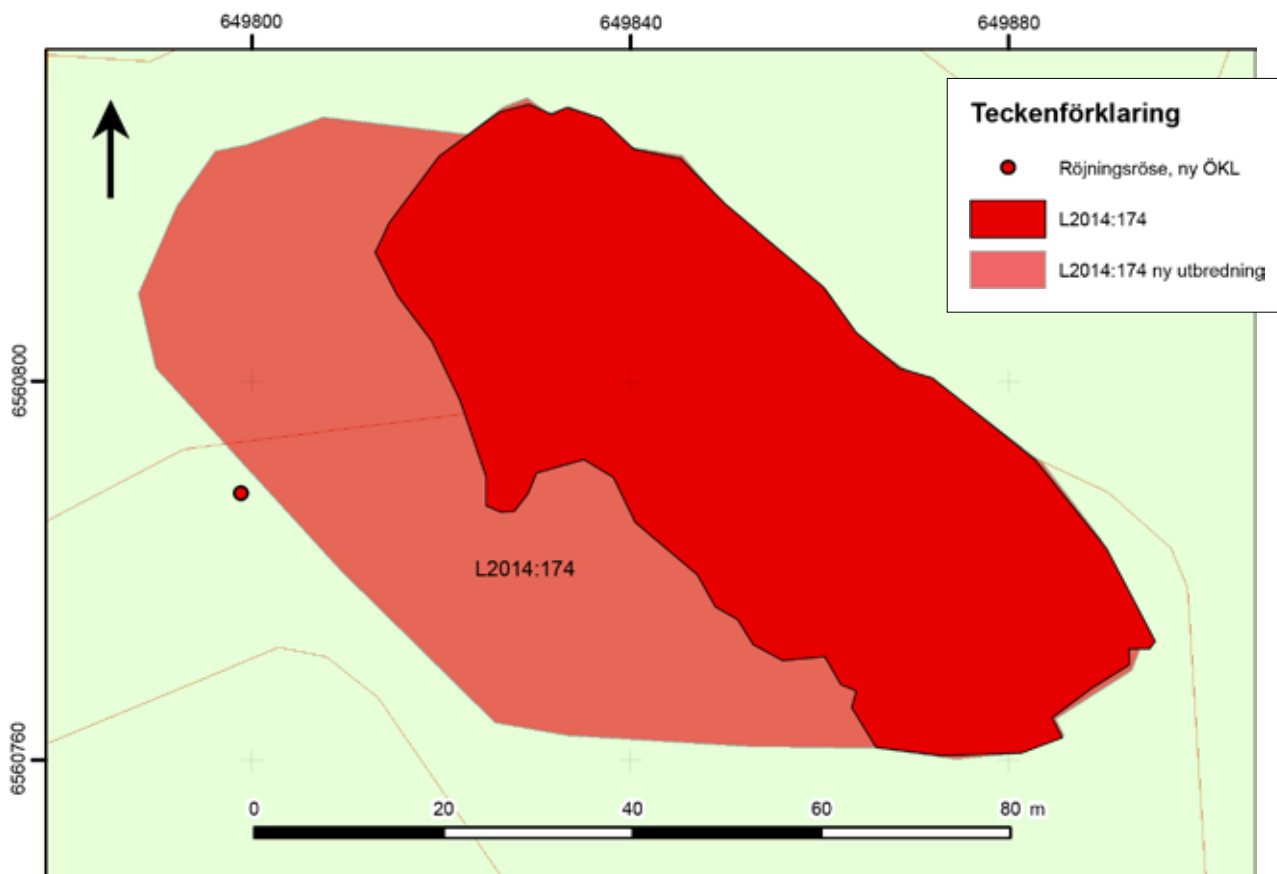 649800 649840 649880
Teckenförklaring
Röjningsröse, ny ÖKL
L2014:174
L2014:174 ny utbredning
6560800
L2014:174
6560760
0 20 40 60 80 m